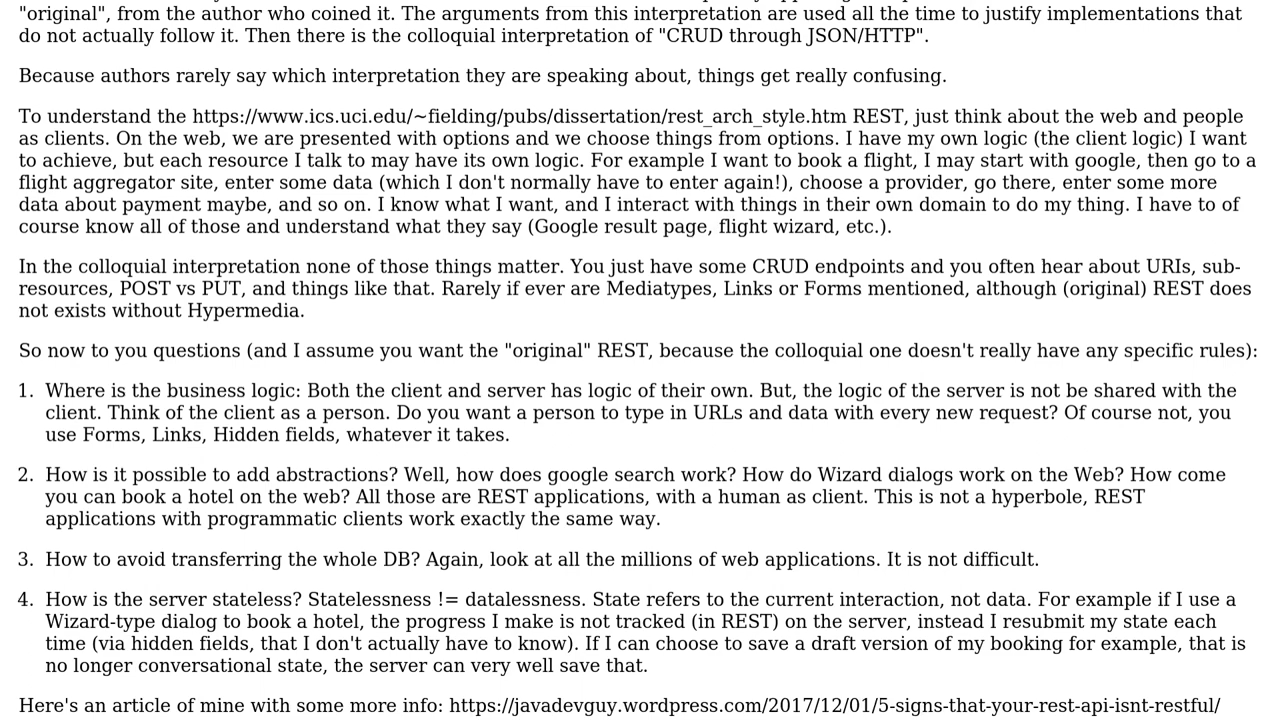 "original", from the author who coined it. The arguments from this interpretation are used all the time to justify implementations that
do not actually follow it. Then there is the colloquial interpretation of "CRUD through JSON/HTTP".
Because authors rarely say which interpretation they are speaking about, things get really confusing.
To understand the https://www.ics.uci.edu/~fielding/pubs/dissertation/rest_arch_style.htm REST, just think about the web and people
as clients. On the web, we are presented with options and we choose things from options. I have my own logic (the client logic) I want
to achieve, but each resource I talk to may have its own logic. For example I want to book a flight, I may start with google, then go to a
flight aggregator site, enter some data (which I don't normally have to enter again!), choose a provider, go there, enter some more
data about payment maybe, and so on. I know what I want, and I interact with things in their own domain to do my thing. I have to of
course know all of those and understand what they say (Google result page, flight wizard, etc.).
In the colloquial interpretation none of those things matter. You just have some CRUD endpoints and you often hear about URIs, sub-
resources, POST vs PUT, and things like that. Rarely if ever are Mediatypes, Links or Forms mentioned, although (original) REST does
not exists without Hypermedia.
So now to you questions (and I assume you want the "original" REST, because the colloquial one doesn't really have any specific rules):
1. Where is the business logic: Both the client and server has logic of their own. But, the logic of the server is not be shared with the
client. Think of the client as a person. Do you want a person to type in URLs and data with every new request? Of course not, you
use Forms, Links, Hidden fields, whatever it takes.
2. How is it possible to add abstractions? Well, how does google search work? How do Wizard dialogs work on the Web? How come
you can book a hotel on the web? All those are REST applications, with a human as client. This is not a hyperbole, REST
applications with programmatic clients work exactly the same way.
3. How to avoid transferring the whole DB? Again, look at all the millions of web applications. It is not difficult.
4. How is the server stateless? Statelessness != datalessness. State refers to the current interaction, not data. For example if I use a
Wizard-type dialog to book a hotel, the progress I make is not tracked (in REST) on the server, instead I resubmit my state each
time (via hidden fields, that I don't actually have to know). If I can choose to save a draft version of my booking for example, that is
no longer conversational state, the server can very well save that.
Here's an article of mine with some more info: https://javadevguy.wordpress.com/2017/12/01/5-signs-that-your-rest-api-isnt-restful/